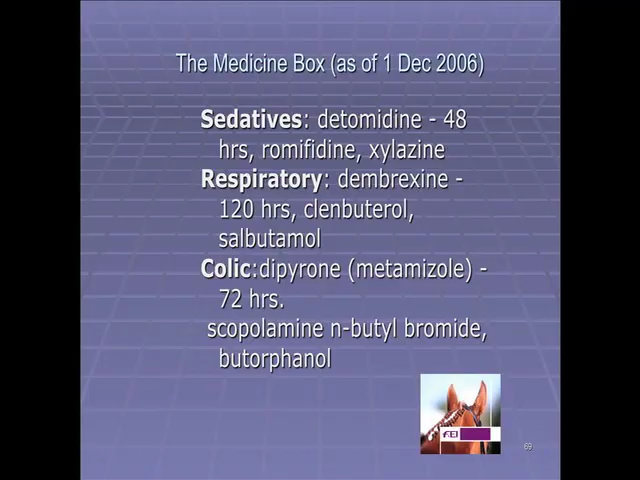 The Medicine Box (as of 1 Dec 2006)
Sedatives: detomidine - 48
hrs, romifidine, xylazine
Respiratory: dembrexine -
120 hrs, clenbuterol,
salbutamol
Colic:dipyrone (metamizole) -
72 hrs.
scopolamine n-butyl bromide,
butorphanol
FEI
69